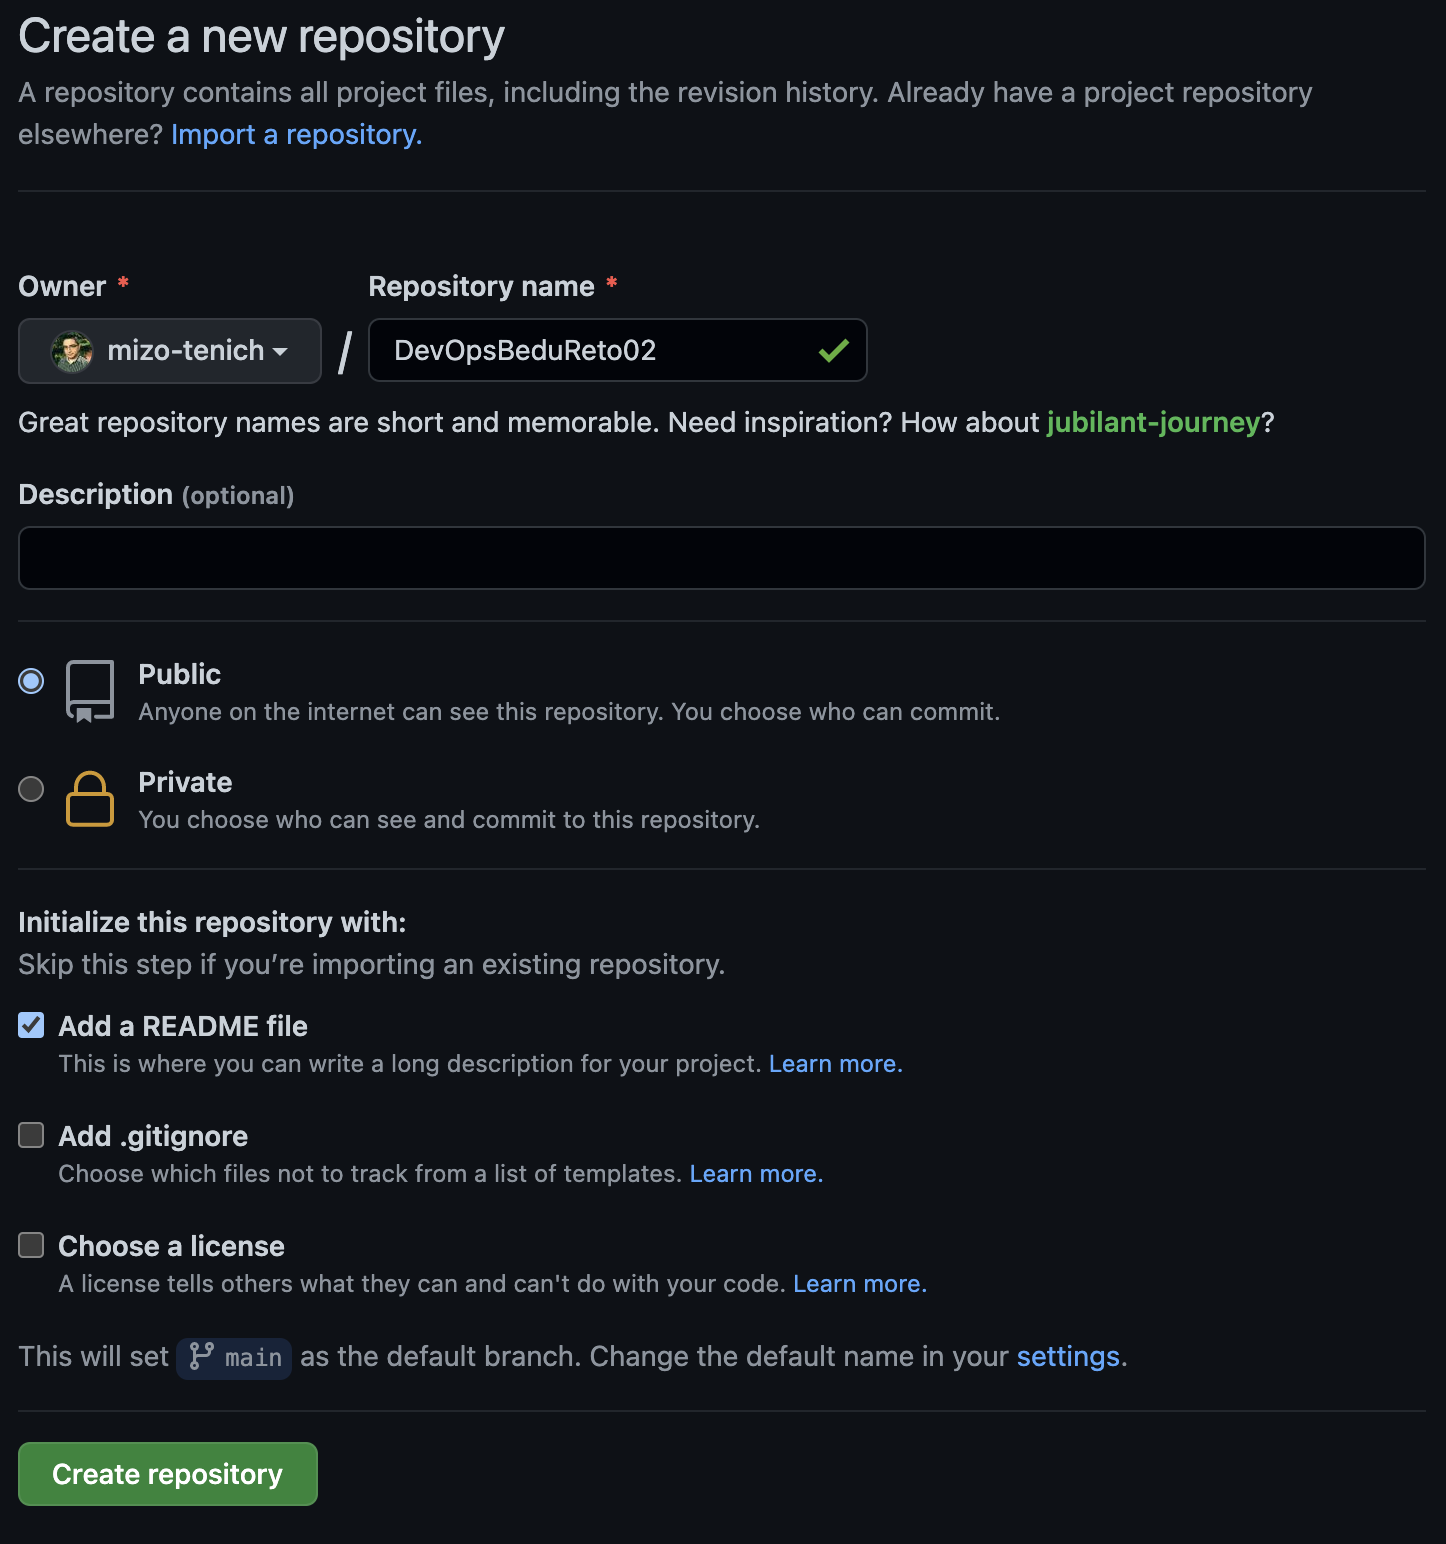 Create a new repository
A repository contains all project files, including the revision history. Already have a project repository
elsewhere? Import a repository.
Owner * Repository name *
mizo-tenich / DevOpsBeduReto02
Great repository names are short and memorable. Need inspiration? How about jubilant-journey?
Description (optional)
Public
Anyone on the internet can see this repository. You choose who can commit.
Private
You choose who can see and commit to this repository.
Initialize this repository with:
Skip this step if you’re importing an existing repository.
Add a README file
This is where you can write a long description for your project. Learn more.
Add .gitignore
Choose which files not to track from a list of templates. Learn more.
Choose a license
A license tells others what they can and can't do with your code. Learn more.
This will set main as the default branch. Change the default name in your settings.
Create repository